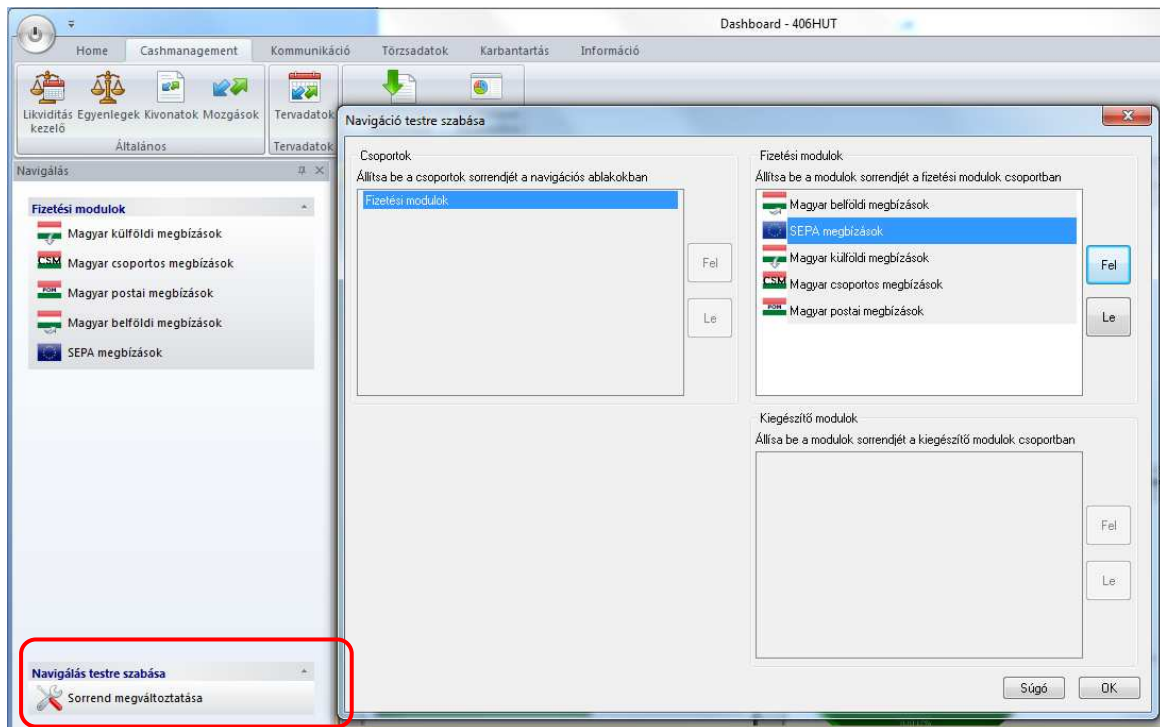 Dashboard - 406HUT
Home Cashmanagement Kommunikáció Törzsadatok Karbantartás Információ
Likviditás kezelő
Egyenlegek Kivonatok Mozgások
Általános
Tervadatok
Tervadatok
Navigálás
Fizetési modulok
Magyar külföldi megbízások
CSM
Magyar csoportos megbízások
Magyar postai megbízások
Magyar belföldi megbízások
SEPA megbízások
Navigálás testre szabása
Sorrend megváltoztatása
Navigáció testre szabása
Csoportok
Állítsa be a csoportok sorrendjét a navigációs ablakokban
Fizetési modulok
Fel
Le
Fizetési modulok
Állítsa be a modulok sorrendjét a fizetési modulok csoportban
Magyar belföldi megbízások
SEPA megbízások
Magyar külföldi megbízások
CSM
Magyar csoportos megbízások
Magyar postai megbízások
Fel
Le
Kiegészítő modulok
Állísa be a modulok sorrendjét a kiegészítő modulok csoportban
Fel
Le
Súgó
OK